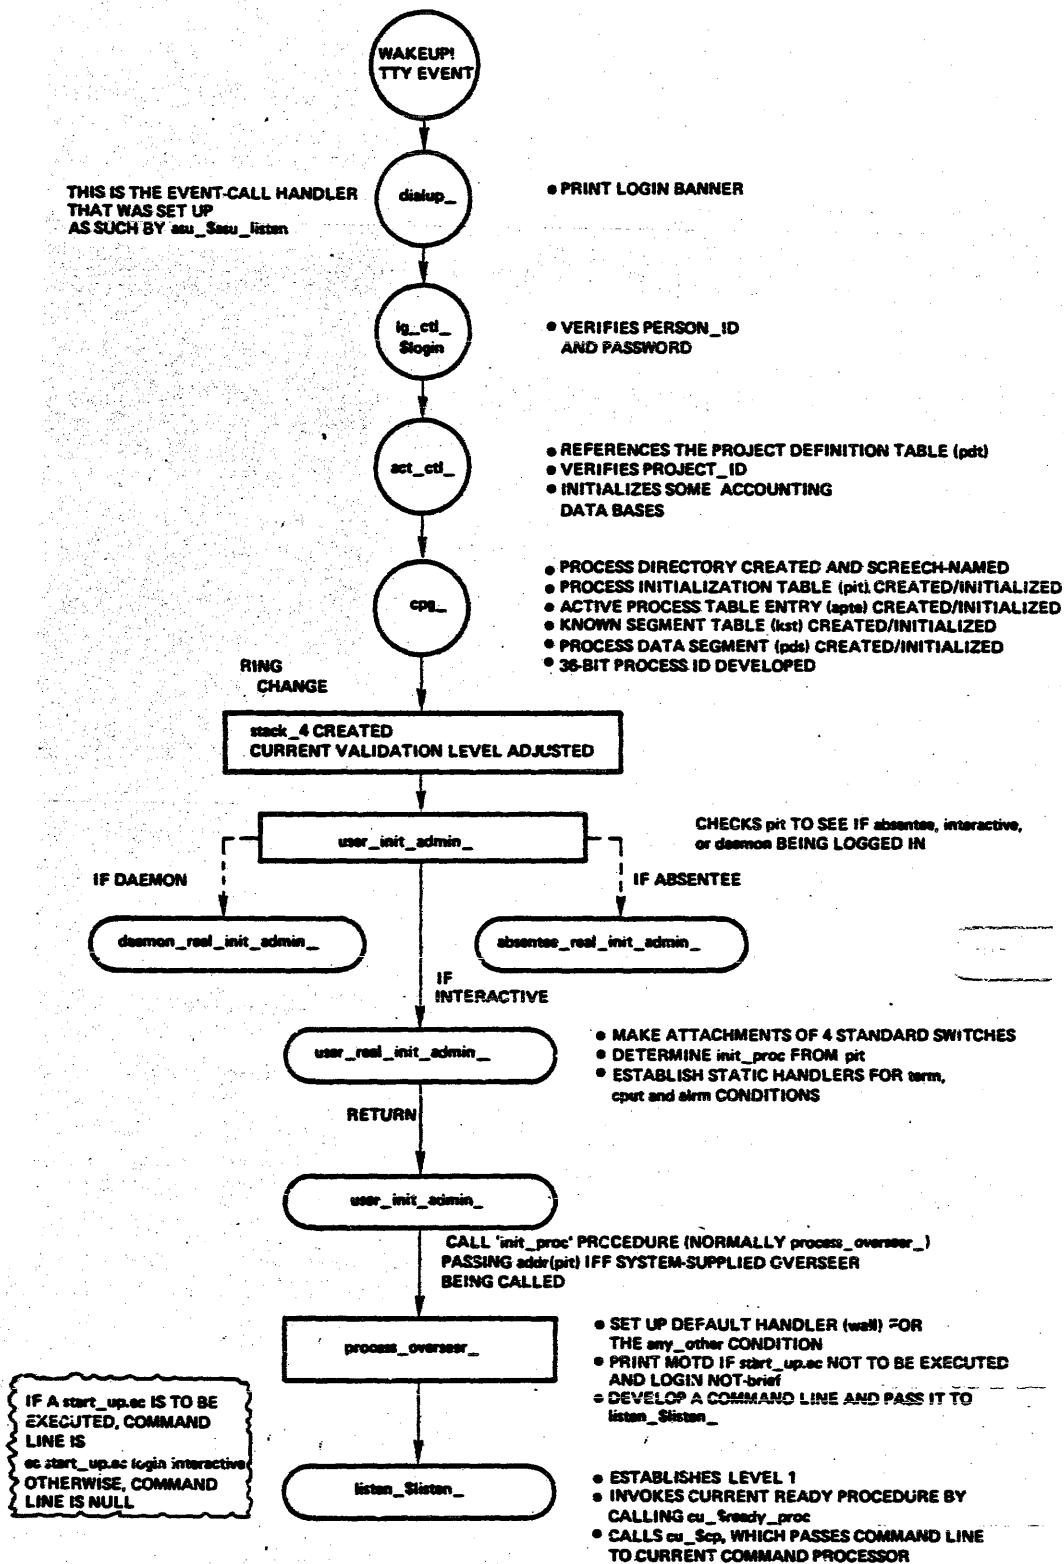 WAKEUP!
TTY EVENT
THIS IS THE EVENT-CALL HANDLER
THAT WAS SET UP
AS SUCH BY asu_$asu_listen
dialup_
• PRINT LOGIN BANNER
lg_ctl_
$login
• VERIFIES PERSON_ID
AND PASSWORD
act_ctl_
• REFERENCES THE PROJECT DEFINITION TABLE (pdt)
• VERIFIES PROJECT_ID
• INITIALIZES SOME ACCOUNTING
DATA BASES
cpg_
• PROCESS DIRECTORY CREATED AND SCREECH-NAMED
• PROCESS INITIALIZATION TABLE (pit) CREATED/INITIALIZED
• ACTIVE PROCESS TABLE ENTRY (apte) CREATED/INITIALIZED
• KNOWN SEGMENT TABLE (kst) CREATED/INITIALIZED
• PROCESS DATA SEGMENT (pds) CREATED/INITIALIZED
• 36-BIT PROCESS ID DEVELOPED
RING
CHANGE
stack_4 CREATED
CURRENT VALIDATION LEVEL ADJUSTED
user_init_admin_
CHECKS pit TO SEE IF absentee, interactive,
or daemon BEING LOGGED IN
IF DAEMON
IF ABSENTEE
daemon_real_init_admin_
absentee_real_init_admin_
IF
INTERACTIVE
user_real_init_admin_
• MAKE ATTACHMENTS OF 4 STANDARD SWITCHES
• DETERMINE init_proc FROM pit
• ESTABLISH STATIC HANDLERS FOR term,
cput and alrm CONDITIONS
RETURN
user_init_admin_
CALL 'init_proc' PROCEDURE (NORMALLY process_overseer_)
PASSING addr(pit) IFF SYSTEM-SUPPLIED OVERSEER
BEING CALLED
process_overseer_
• SET UP DEFAULT HANDLER (wall) FOR
THE any_other CONDITION
• PRINT MOTD IF start_up.ec NOT TO BE EXECUTED
AND LOGIN NOT-brief
• DEVELOP A COMMAND LINE AND PASS IT TO
listen_$listen_
IF A start_up.ec IS TO BE
EXECUTED, COMMAND
LINE IS
ec start_up.ec login interactive
OTHERWISE, COMMAND
LINE IS NULL
listen_$listen_
• ESTABLISHES LEVEL 1
• INVOKES CURRENT READY PROCEDURE BY
CALLING cu_$ready_proc
• CALLS cu_$cp, WHICH PASSES COMMAND LINE
TO CURRENT COMMAND PROCESSOR